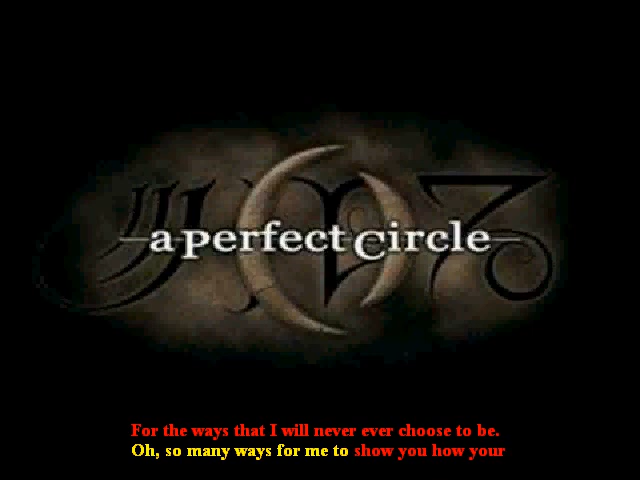 a perfect circle
For the ways that I will never ever choose to be.
Oh, so many ways for me to show you how your